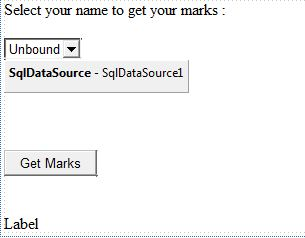 Select your name to get your marks :
Unbound
SqlDataSource - SqlDataSource1
Get Marks
Label